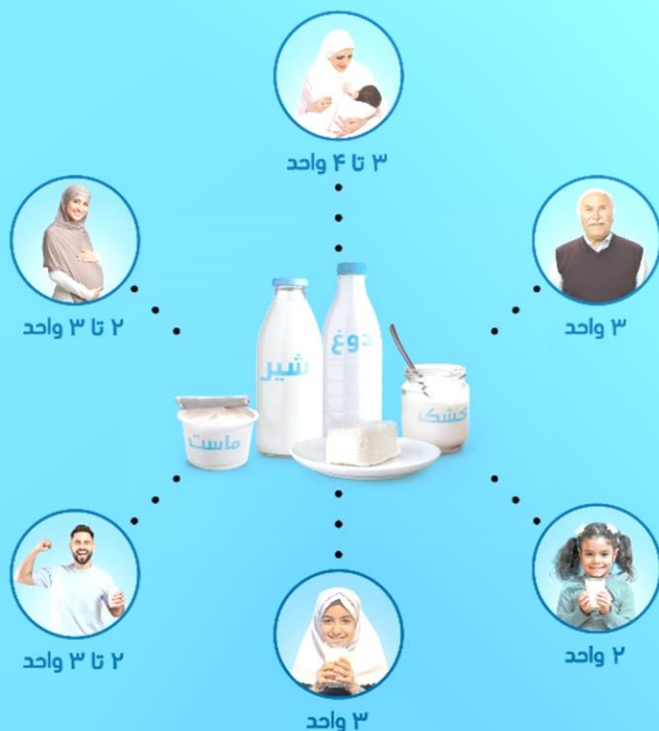 ۳ تا ۴ واحد
۲ تا ۳ واحد
۳ واحد
دوغ
شیر
کشک
ماست
۲ تا ۳ واحد
۲ واحد
۳ واحد